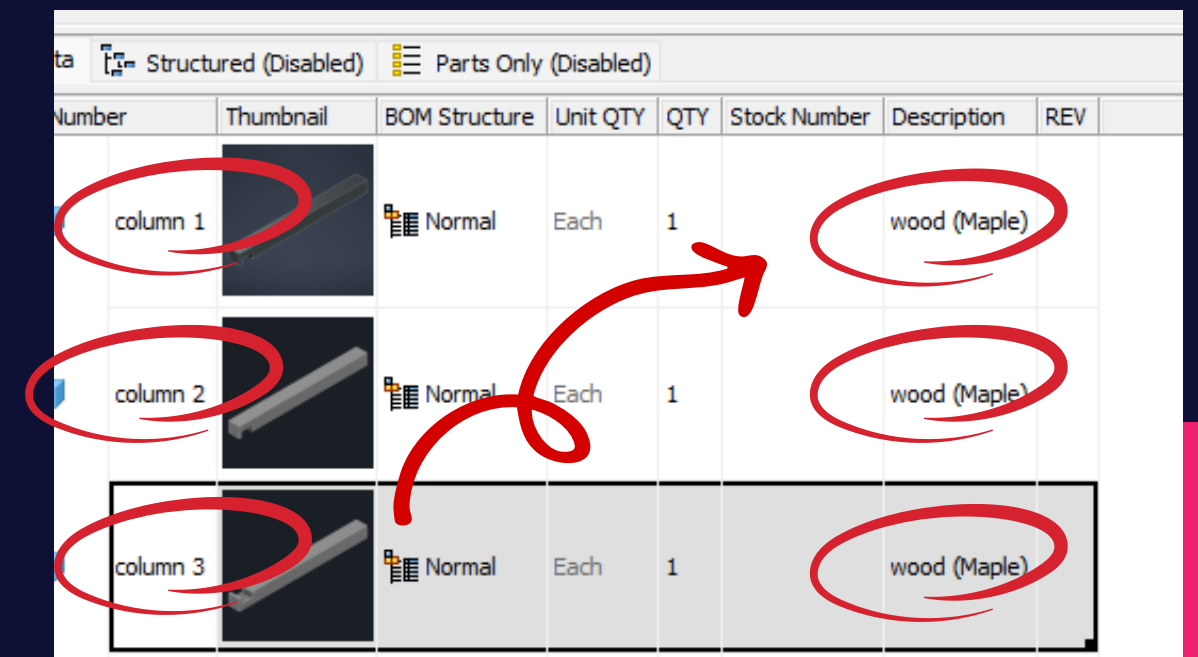 ta Structured (Disabled) Parts Only (Disabled)
Number Thumbnail BOM Structure Unit QTY QTY Stock Number Description REV
column 1 Normal Each 1 wood (Maple)
column 2 Normal Each 1 wood (Maple)
column 3 Normal Each 1 wood (Maple)